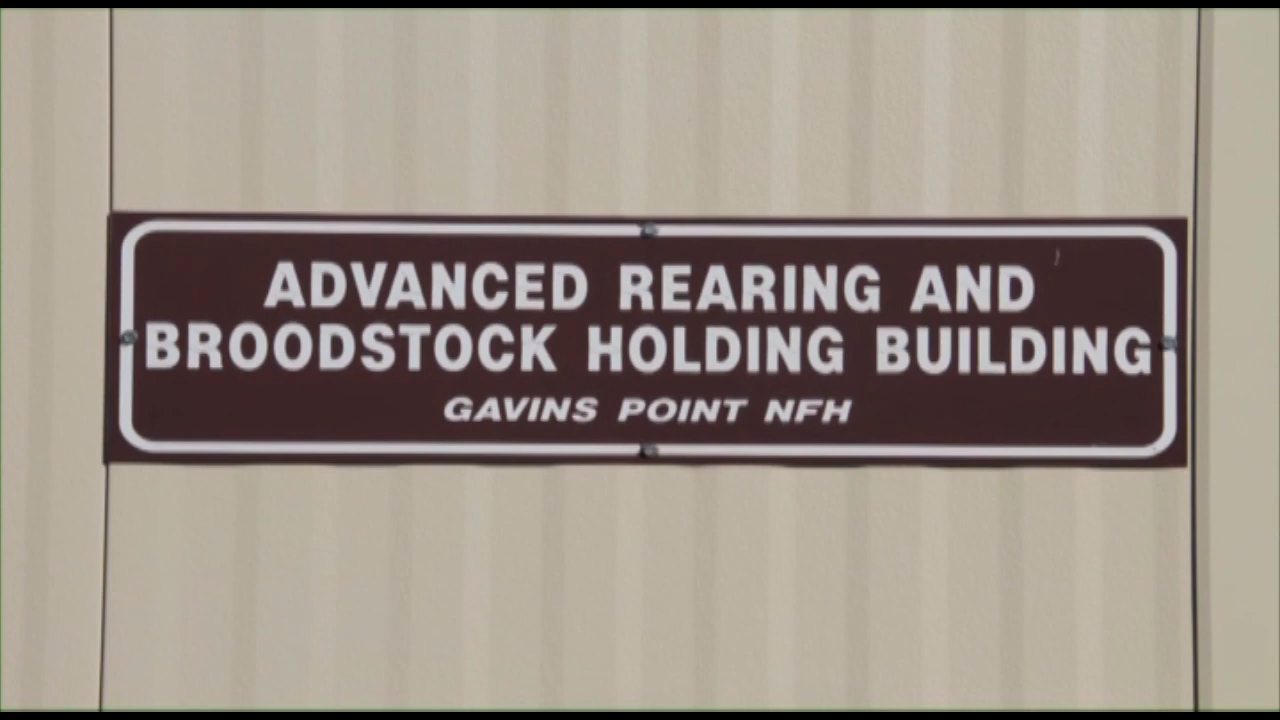 ADVANCED REARING AND
BROODSTOCK HOLDING BUILDING
GAVINS POINT NFH